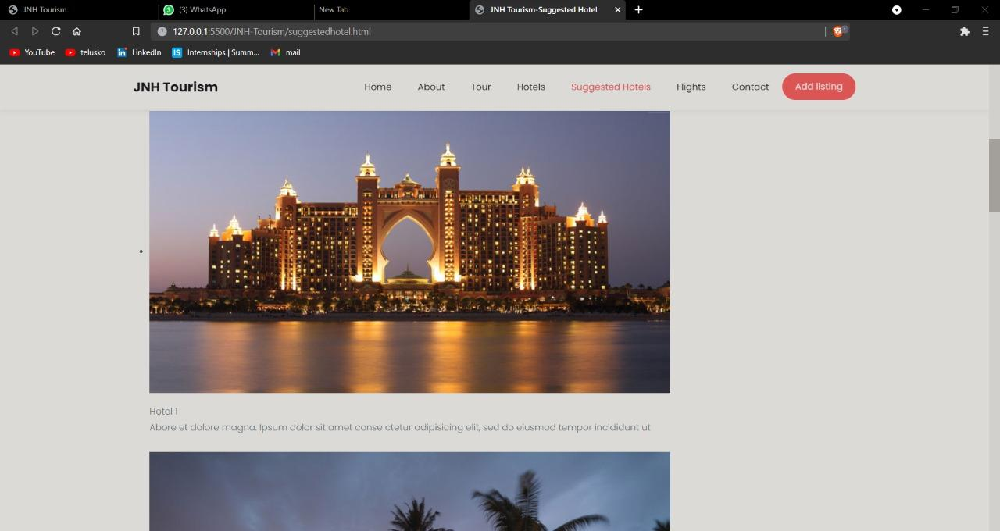 JNH Tourism
(3) WhatsApp
New Tab
JNH Tourism-Suggested Hotel
127.0.0.1:5500/JNH-Tourism/suggestedhotel.html
1
YouTube telusko LinkedIn IS Internships | Summ... mail
JNH Tourism Home About Tour Hotels Suggested Hotels Flights Contact Add listing
Hotel 1
Abore et dolore magna. Ipsum dolor sit amet conse ctetur adipisicing elit, sed do eiusmod tempor incididunt ut